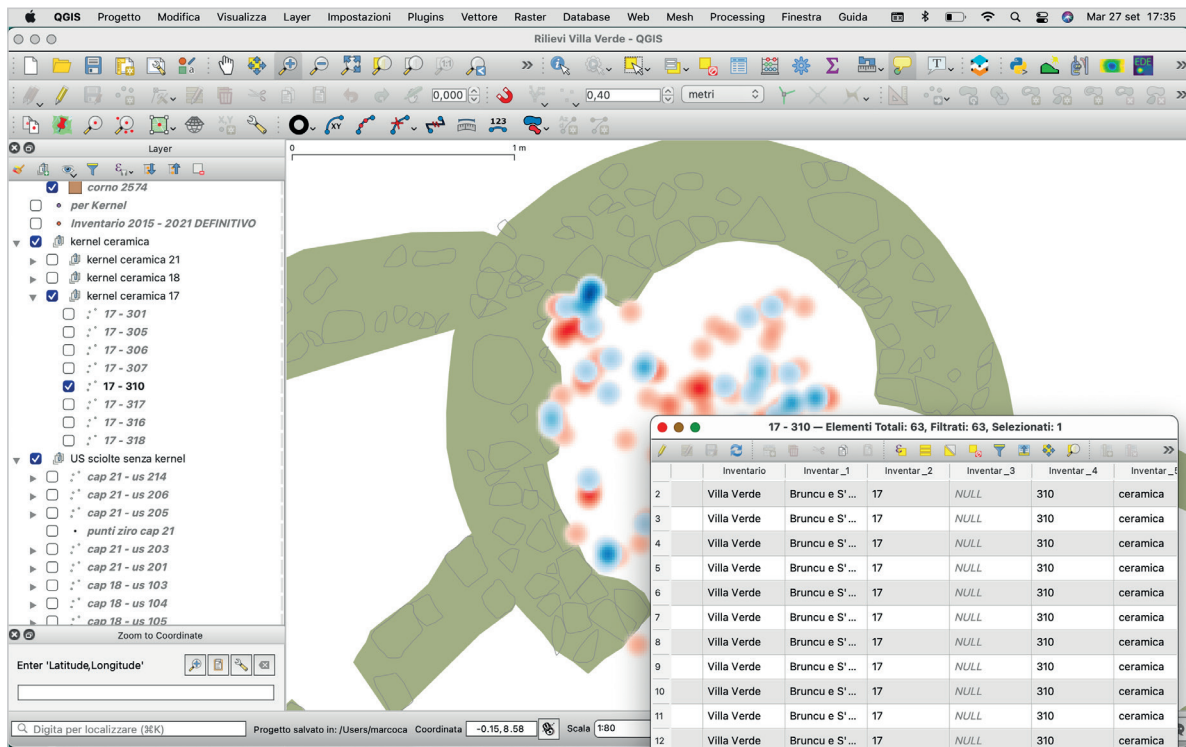 QGIS Progetto Modifica Visualizza Layer Impostazioni Plugins Vettore Raster Database Web Mesh Processing Finestra Guida Mar 27 set 17:35
Rilievi Villa Verde - QGIS
0,000 0,40 metri
XY 123
Layer
0 1 m
corno 2574
per Kernel
Inventario 2015 - 2021 DEFINITIVO
kernel ceramica
kernel ceramica 21
kernel ceramica 18
kernel ceramica 17
17 - 301
17 - 305
17 - 306
17 - 307
17 - 310
17 - 317
17 - 316
17 - 318
US sciolte senza kernel
cap 21 - us 214
cap 21 - us 206
cap 21 - us 205
punti ziro cap 21
cap 21 - us 203
cap 21 - us 201
cap 18 - us 103
cap 18 - us 104
cap 18 - us 105
Zoom to Coordinate
Enter 'Latitude,Longitude'
17 - 310 — Elementi Totali: 63, Filtrati: 63, Selezionati: 1
Inventario Inventar_1 Inventar_2 Inventar_3 Inventar_4 Inventar_5
2 Villa Verde Bruncu e S'... 17 NULL 310 ceramica
3 Villa Verde Bruncu e S'... 17 NULL 310 ceramica
4 Villa Verde Bruncu e S'... 17 NULL 310 ceramica
5 Villa Verde Bruncu e S'... 17 NULL 310 ceramica
6 Villa Verde Bruncu e S'... 17 NULL 310 ceramica
7 Villa Verde Bruncu e S'... 17 NULL 310 ceramica
8 Villa Verde Bruncu e S'... 17 NULL 310 ceramica
9 Villa Verde Bruncu e S'... 17 NULL 310 ceramica
10 Villa Verde Bruncu e S'... 17 NULL 310 ceramica
11 Villa Verde Bruncu e S'... 17 NULL 310 ceramica
12 Villa Verde Bruncu e S'... 17 NULL 310 ceramica
Digita per localizzare (⌘K) Progetto salvato in: /Users/marcoca Coordinata -0.15,8.58 Scala 1:80